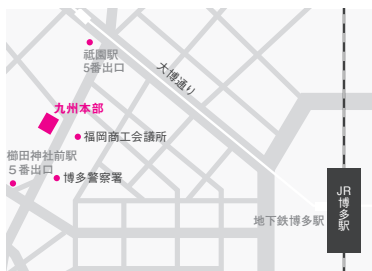 祇園駅
5番出口
大博通り
九州本部
福岡商工会議所
櫛田神社前駅
５番出口
博多警察署
JR博多駅
地下鉄博多駅